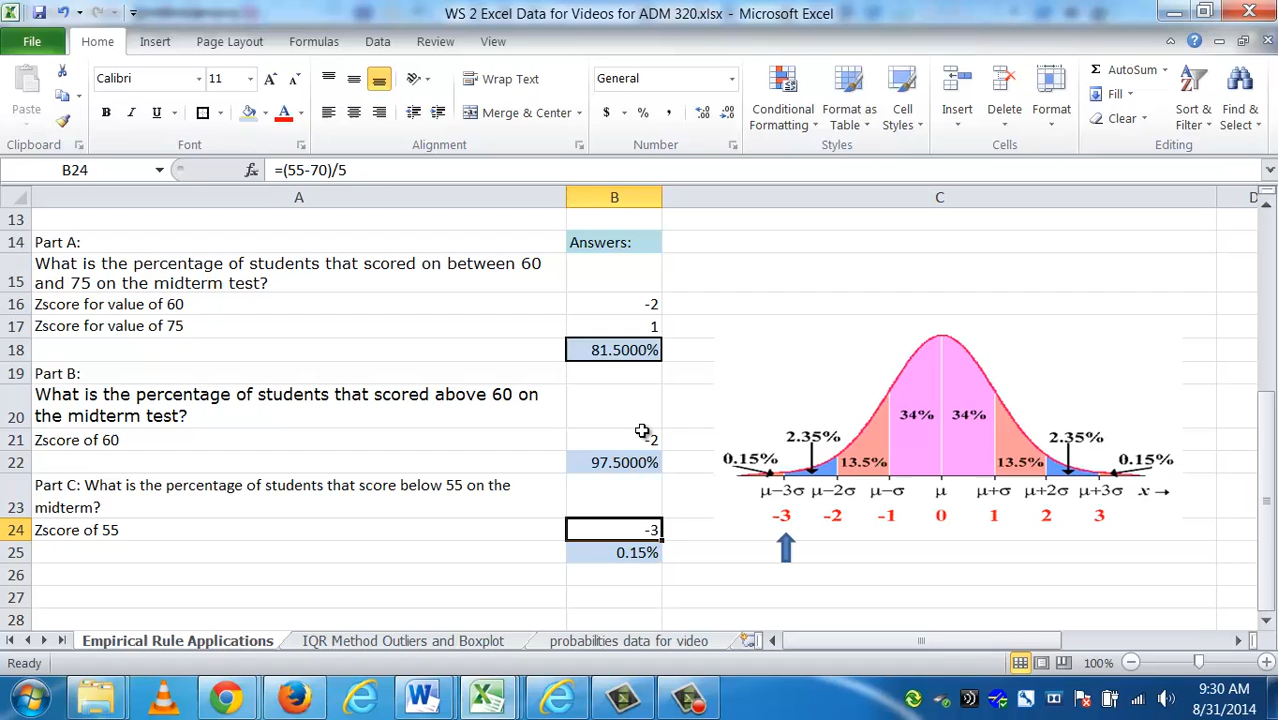 WS 2 Excel Data for Videos for ADM 320.xlsx - Microsoft Excel
File Home Insert Page Layout Formulas Data Review View
Paste
Calibri 11
B I U
Wrap Text
Merge & Center
General
$ % ,
Conditional Formatting
Format as Table
Cell Styles
Insert
Delete
Format
AutoSum
Fill
Clear
Sort & Filter
Find & Select
Clipboard Font Alignment Number Styles Cells Editing
B24 fx =(55-70)/5
A B C D
13
14 Part A: Answers:
15 What is the percentage of students that scored on between 60
and 75 on the midterm test?
16 Zscore for value of 60 -2
17 Zscore for value of 75 1
18 81.5000%
19 Part B:
20 What is the percentage of students that scored above 60 on
the midterm test?
21 Zscore of 60 -2
22 97.5000%
23 Part C: What is the percentage of students that score below 55 on the
midterm?
24 Zscore of 55 -3
25 0.15%
26
27
28
34% 34%
2.35% 2.35%
0.15% 13.5% 13.5% 0.15%
μ−3σ μ−2σ μ−σ μ μ+σ μ+2σ μ+3σ x →
-3 -2 -1 0 1 2 3
Empirical Rule Applications IQR Method Outliers and Boxplot probabilities data for video
Ready 100%
9:30 AM
8/31/2014